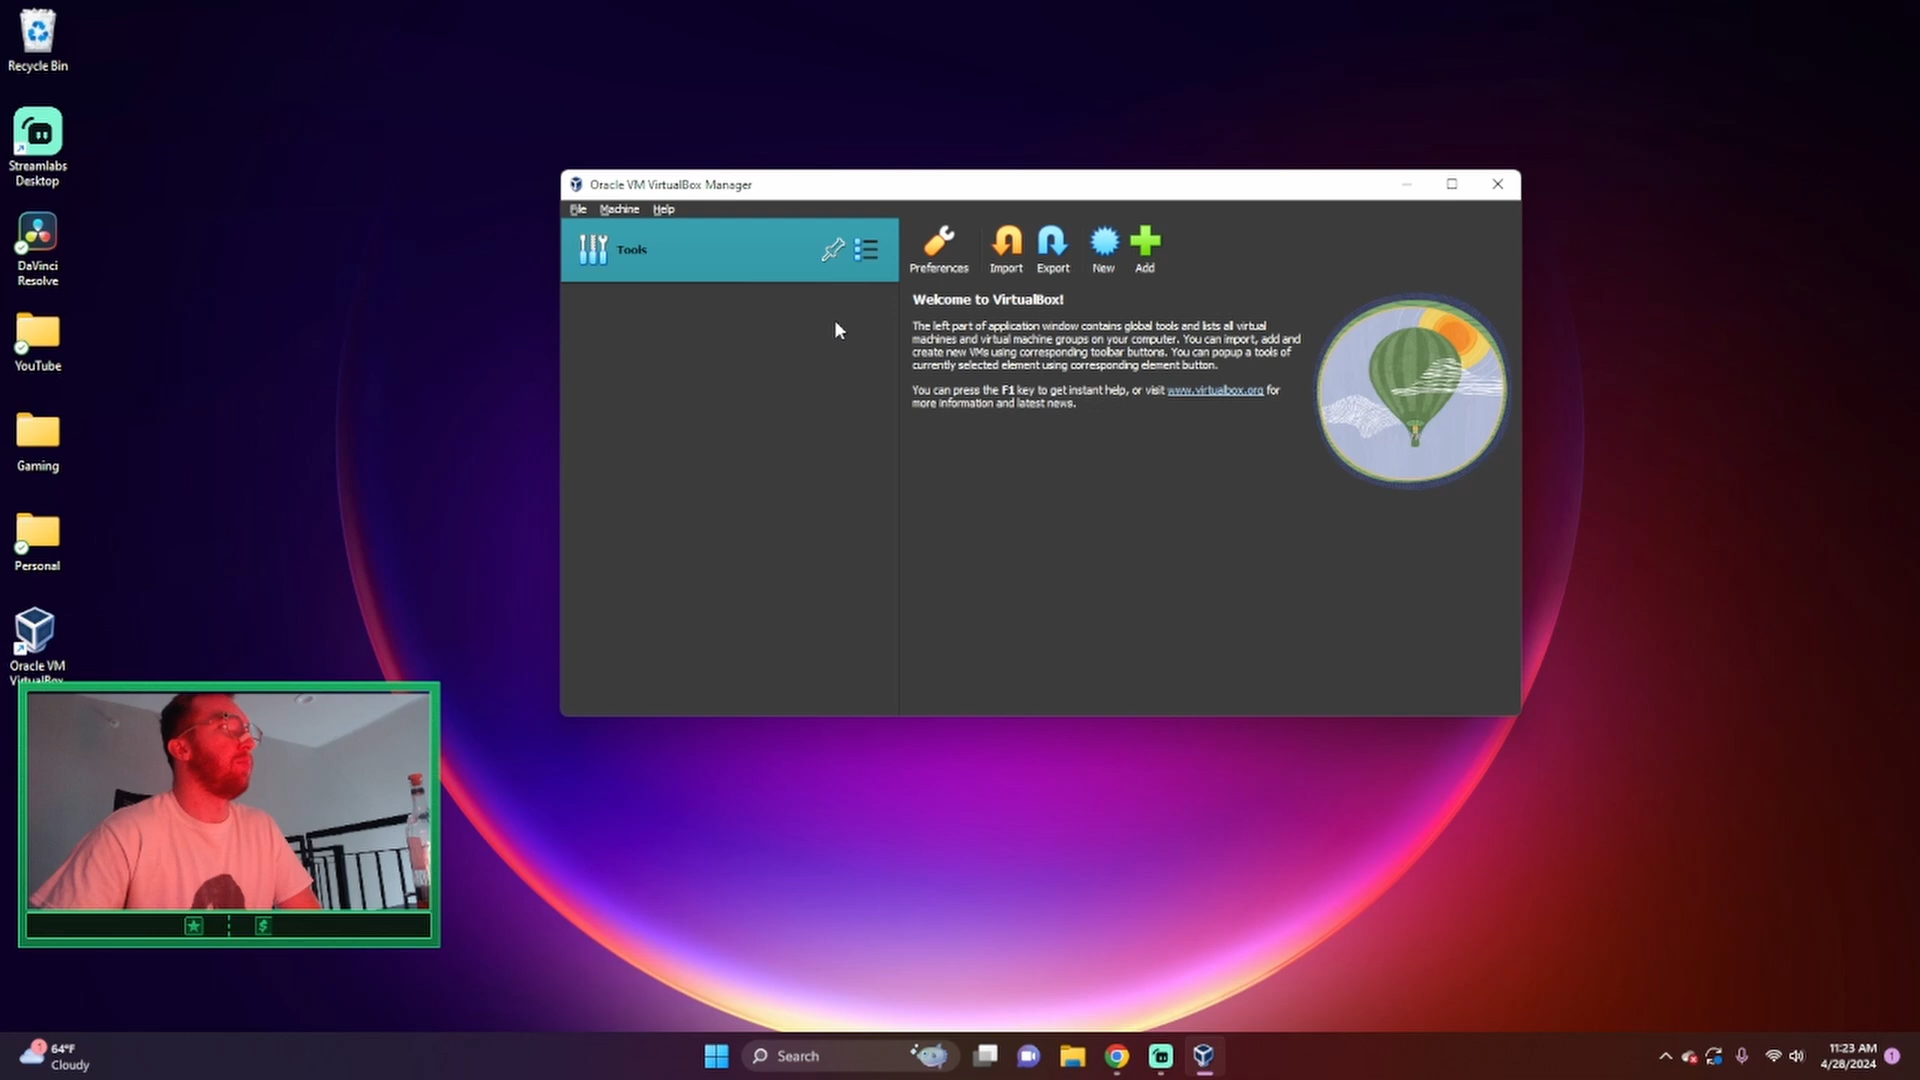 Recycle Bin
Streamlabs
Desktop
DaVinci
Resolve
YouTube
Gaming
Personal
Oracle VM
VirtualBox
Oracle VM VirtualBox Manager
File Machine Help
Tools
Preferences Import Export New Add
Welcome to VirtualBox!
The left part of application window contains global tools and lists all virtual
machines and virtual machine groups on your computer. You can import, add and
create new VMs using corresponding toolbar buttons. You can popup a tools of
currently selected element using corresponding element button.
You can press the F1 key to get instant help, or visit www.virtualbox.org for
more information and latest news.
1
64°F
Cloudy
Search
11:23 AM
4/28/2024
1